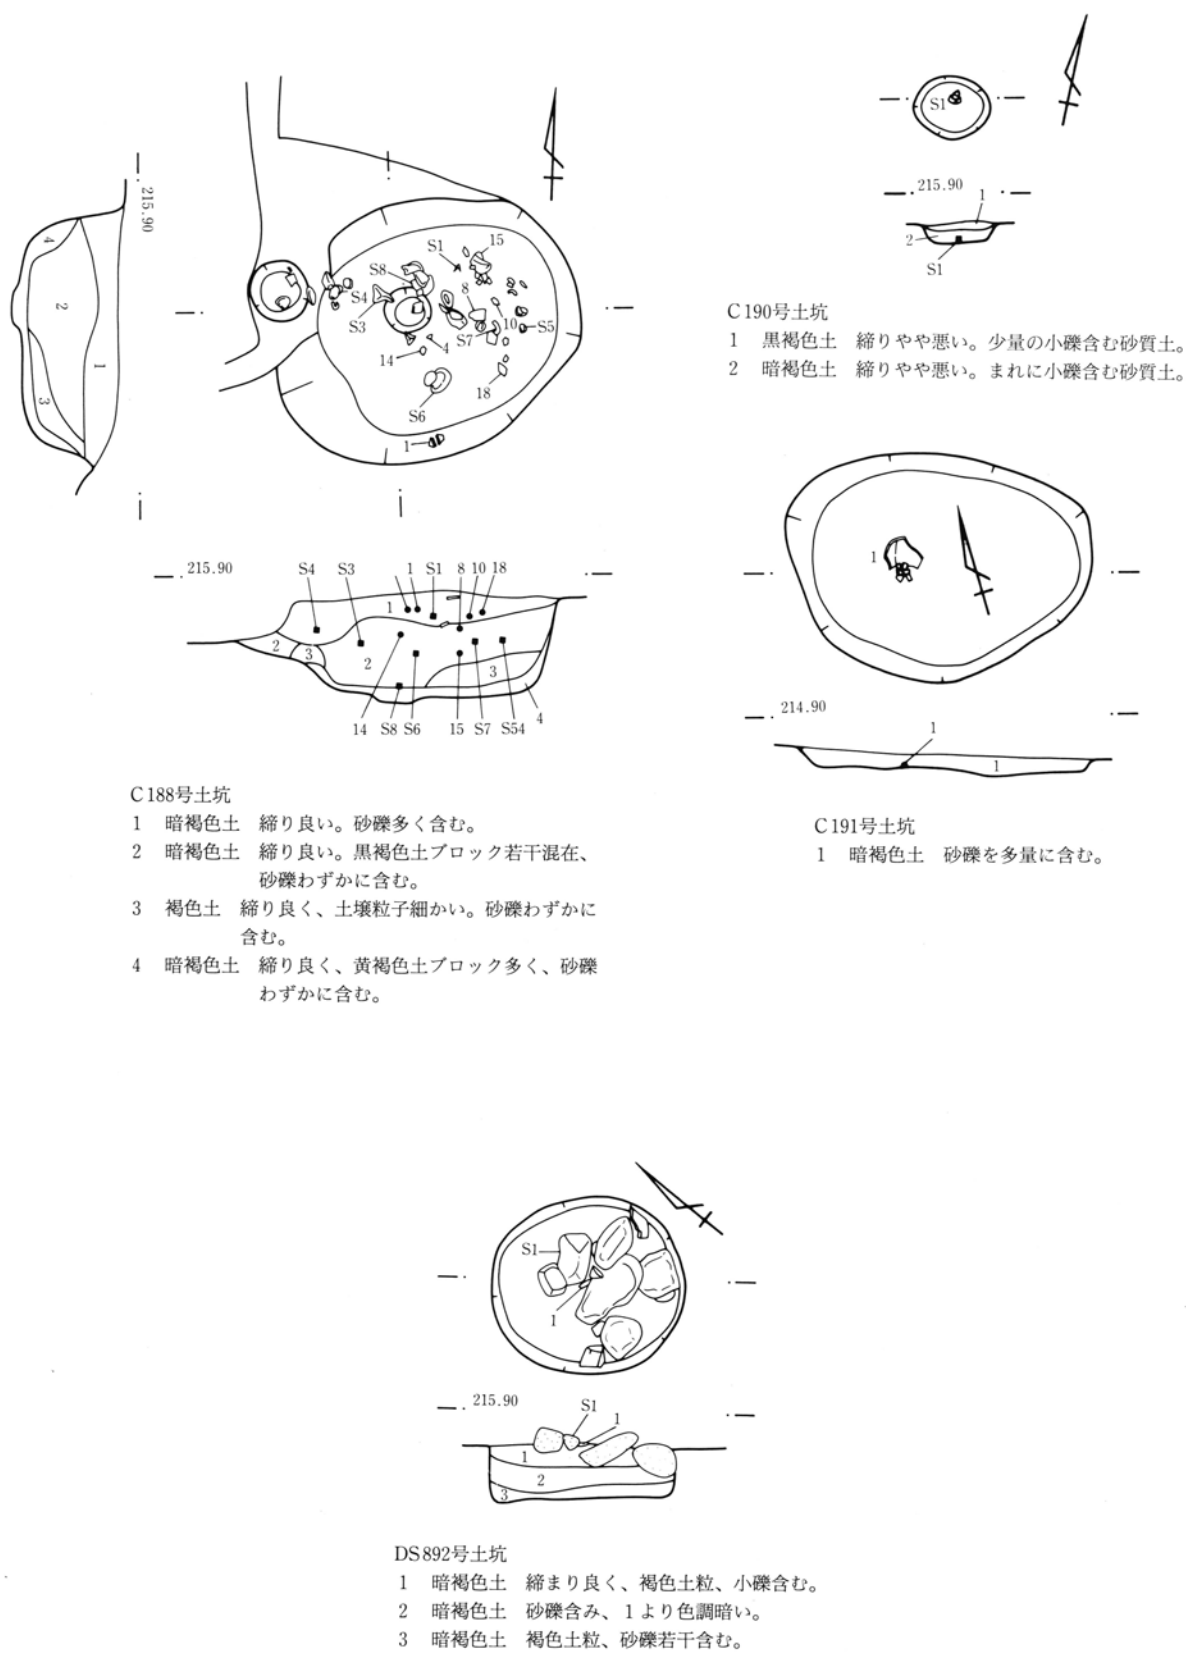 215.90
S1
15
S8
S4
S3
8
10
S5
S7
14
4
18
S6
1
4
2
1
3
215.90
S4
S3
1
S1
8
10
18
1
2
3
2
3
14
S8
S6
15
S7
S54
4
C188号土坑
1 暗褐色土 締り良い。砂礫多く含む。
2 暗褐色土 締り良い。黒褐色土ブロック若干混在、
砂礫わずかに含む。
3 褐色土 締り良く、土壌粒子細かい。砂礫わずかに
含む。
4 暗褐色土 締り良く、黄褐色土ブロック多く、砂礫
わずかに含む。
S1
215.90
1
2
S1
C190号土坑
1 黒褐色土 締りやや悪い。少量の小礫含む砂質土。
2 暗褐色土 締りやや悪い。まれに小礫含む砂質土。
1
214.90
1
1
C191号土坑
1 暗褐色土 砂礫を多量に含む。
S1
1
215.90
S1
1
1
2
3
DS892号土坑
1 暗褐色土 締まり良く、褐色土粒、小礫含む。
2 暗褐色土 砂礫含み、1より色調暗い。
3 暗褐色土 褐色土粒、砂礫若干含む。